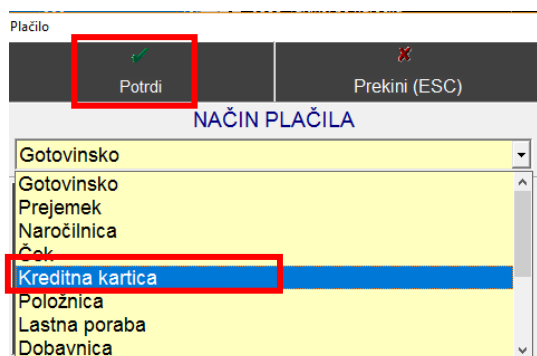 Plačilo
Potrdi
Prekini (ESC)
NAČIN PLAČILA
Gotovinsko
Gotovinsko
Prejemek
Naročilnica
Ček
Kreditna kartica
Položnica
Lastna poraba
Dobavnica